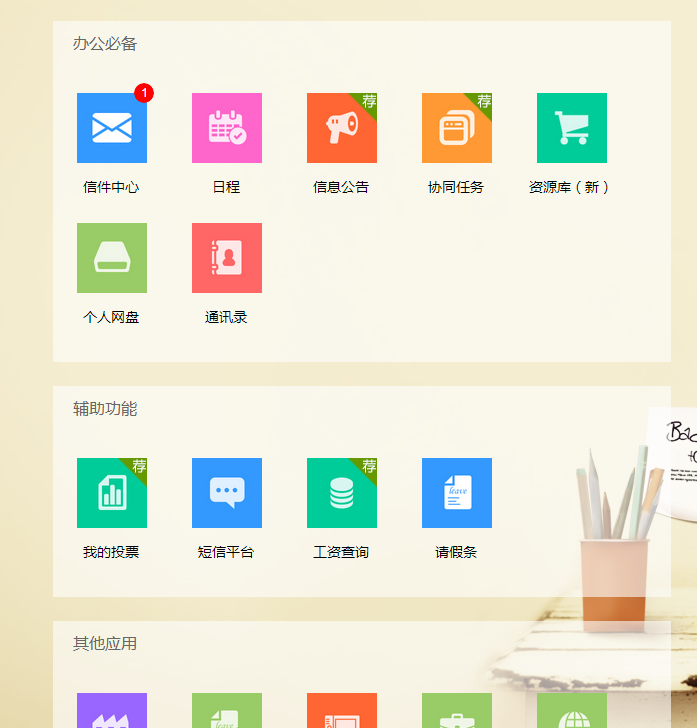 办公必备
1
荐
荐
信件中心
日程
信息公告
协同任务
资源库（新）
个人网盘
通讯录
辅助功能
荐
leave
荐
我的投票
短信平台
工资查询
请假条
其他应用
leave